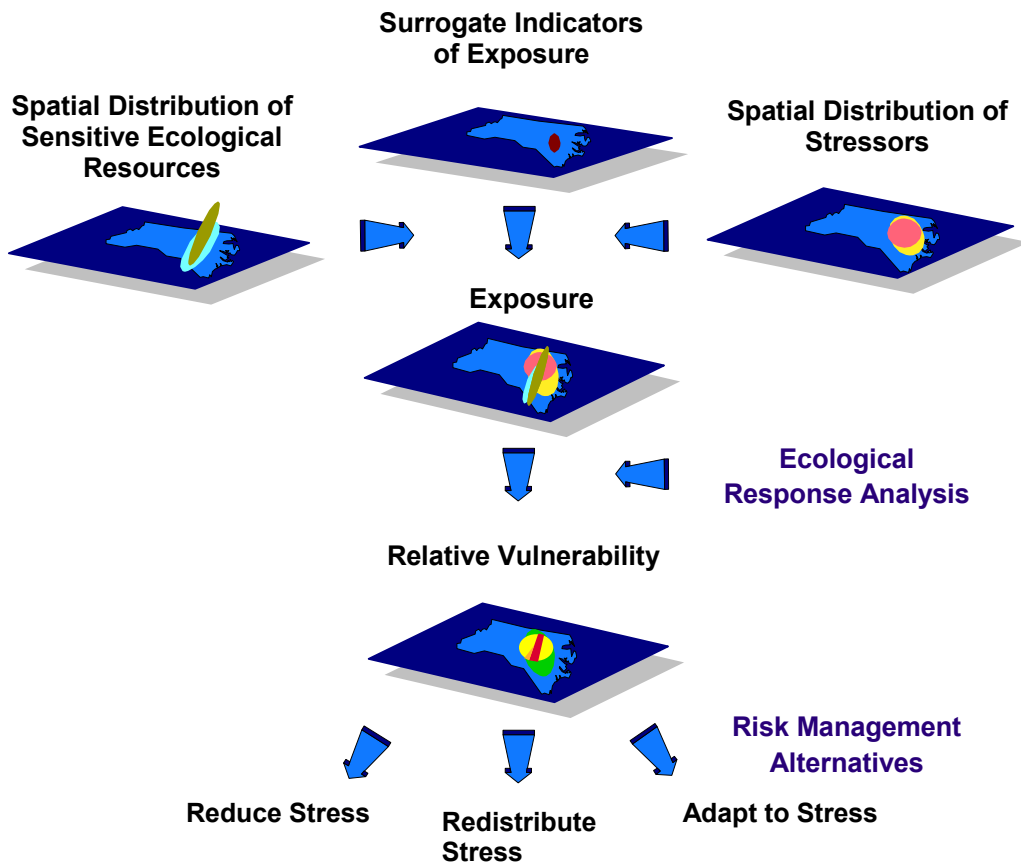 Surrogate Indicators
of Exposure
Spatial Distribution of
Sensitive Ecological
Resources
Spatial Distribution of
Stressors
Exposure
Ecological
Response Analysis
Relative Vulnerability
Risk Management
Alternatives
Reduce Stress
Redistribute
Stress
Adapt to Stress